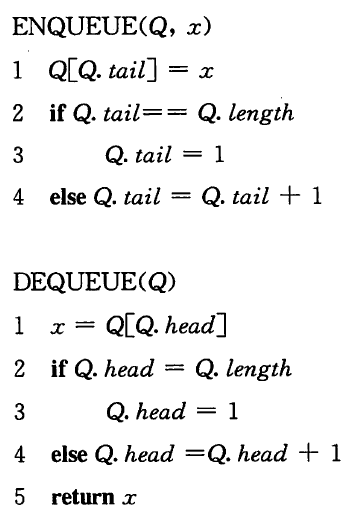 ENQUEUE(Q, x)
1 Q[Q. tail] = x
2 if Q. tail== Q. length
3 Q. tail = 1
4 else Q. tail = Q. tail + 1
DEQUEUE(Q)
1 x = Q[Q. head]
2 if Q. head = Q. length
3 Q. head = 1
4 else Q. head =Q. head + 1
5 return x